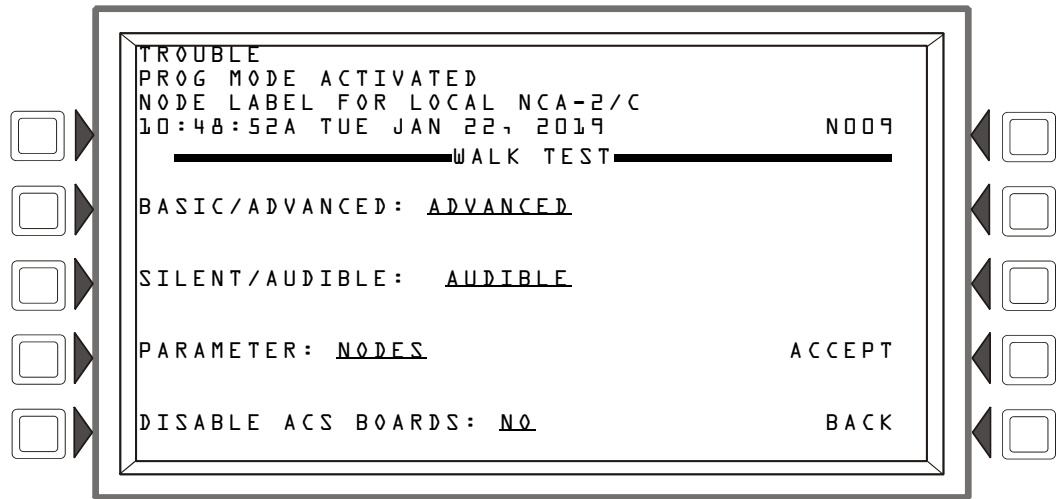 TROUBLE
PROG MODE ACTIVATED
NODE LABEL FOR LOCAL NCA-2/C
10:48:52A TUE JAN 22, 2019 N009
WALK TEST
BASIC/ADVANCED: ADVANCED
SILENT/AUDIBLE: AUDIBLE
PARAMETER: NODES ACCEPT
DISABLE ACS BOARDS: NO BACK